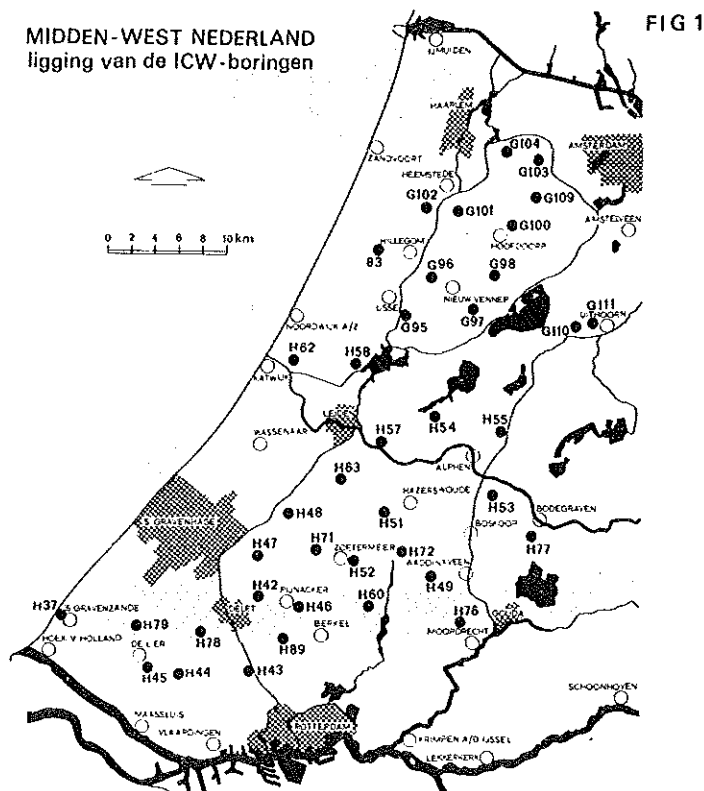 MIDDEN-WEST NEDERLAND
ligging van de ICW-boringen
FIG 1
IJMUIDEN
HAARLEM
ZANDVOORT
AMSTERDAM
G104
G103
HEEMSTEDE
G102
G101
G109
G100
AMSTELVEEN
HILLEGOM
HOOFDDORP
83
G96
G98
0 2 4 6 8 10 km
NIEUW VENNEP
LISSE
G95
G97
G111
UITHOORN
G110
NOORDWIJK A/Z
H62
H58
KATWIJK
H54
H55
LEIDEN
H57
WASSENAAR
ALPHEN
H63
HAZERSWOUDE
H53
H48
H51
BODEGRAVEN
BOSKOOP
'S GRAVENHAGE
H77
H47
H71
ZOETERMEER
H72
H52
WADDINXVEEN
H49
H42
PIJNACKER
H46
H60
H37
'S GRAVENZANDE
DELFT
GOUDA
H79
H76
H78
H89
BERKEL
MOORDRECHT
HOEK V HOLLAND
DE LIER
H45
H44
H43
SCHOONHOVEN
MAASSLUIS
ROTTERDAM
VLAARDINGEN
KRIMPEN A/D IJSSEL
LEKKERKERK